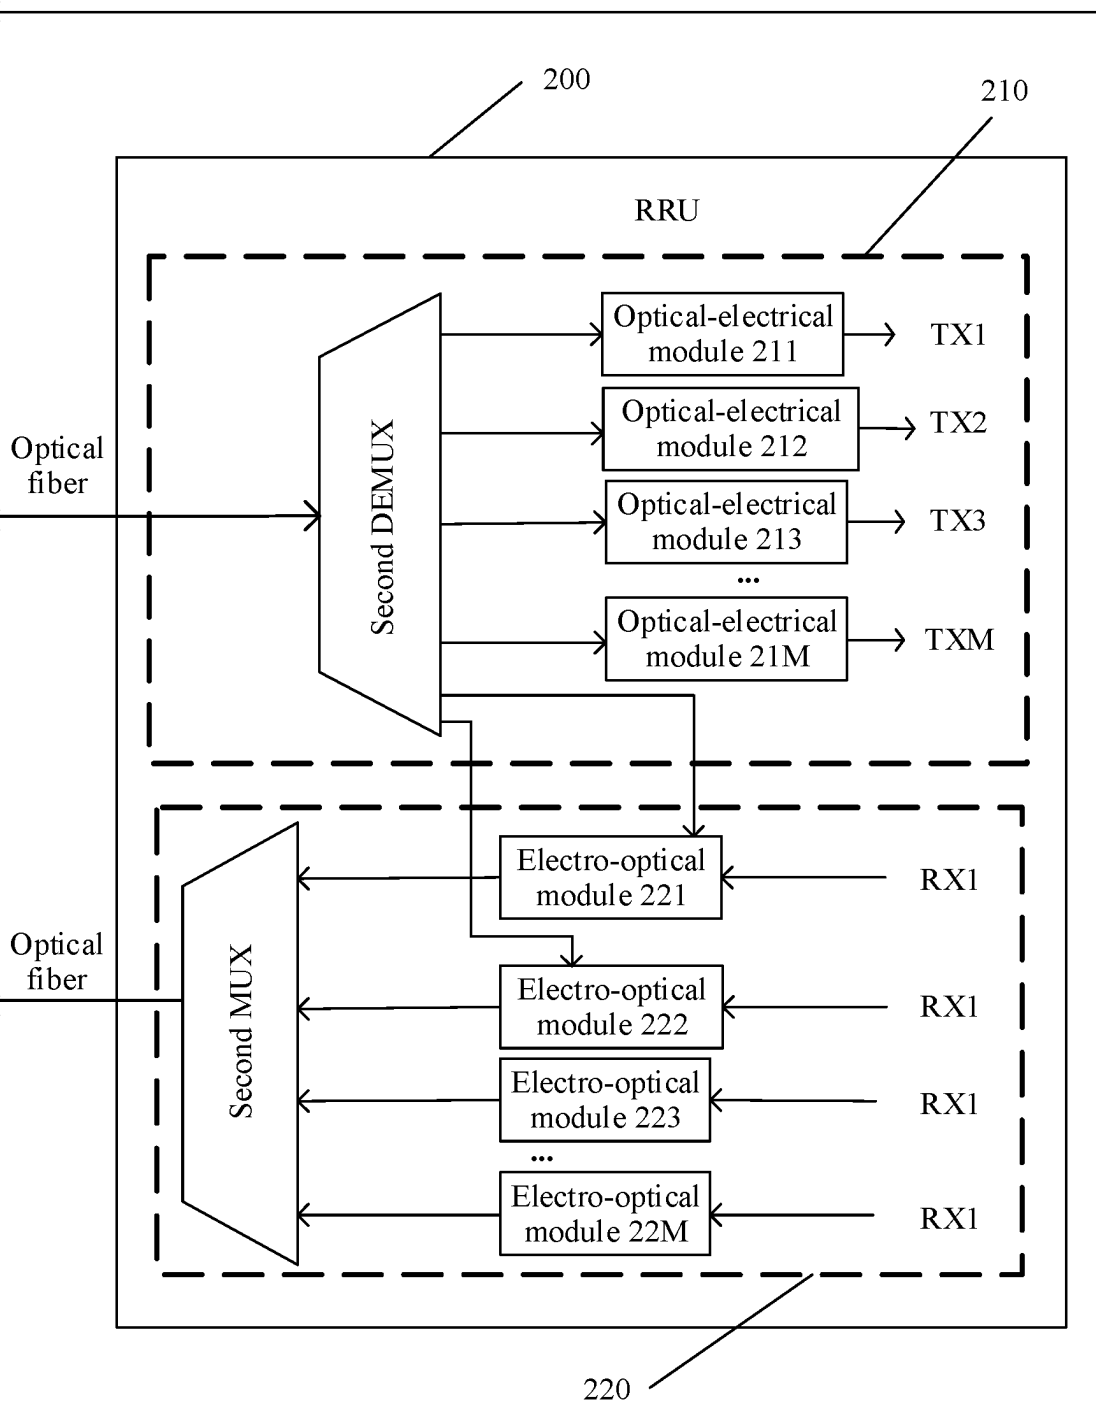 200
210
RRU
Optical-electrical
module 211
TX1
Optical-electrical
module 212
TX2
Optical
fiber
Second DEMUX
Optical-electrical
module 213
TX3
...
Optical-electrical
module 21M
TXM
Electro-optical
module 221
RX1
Optical
fiber
Second MUX
Electro-optical
module 222
RX1
Electro-optical
module 223
RX1
...
Electro-optical
module 22M
RX1
220